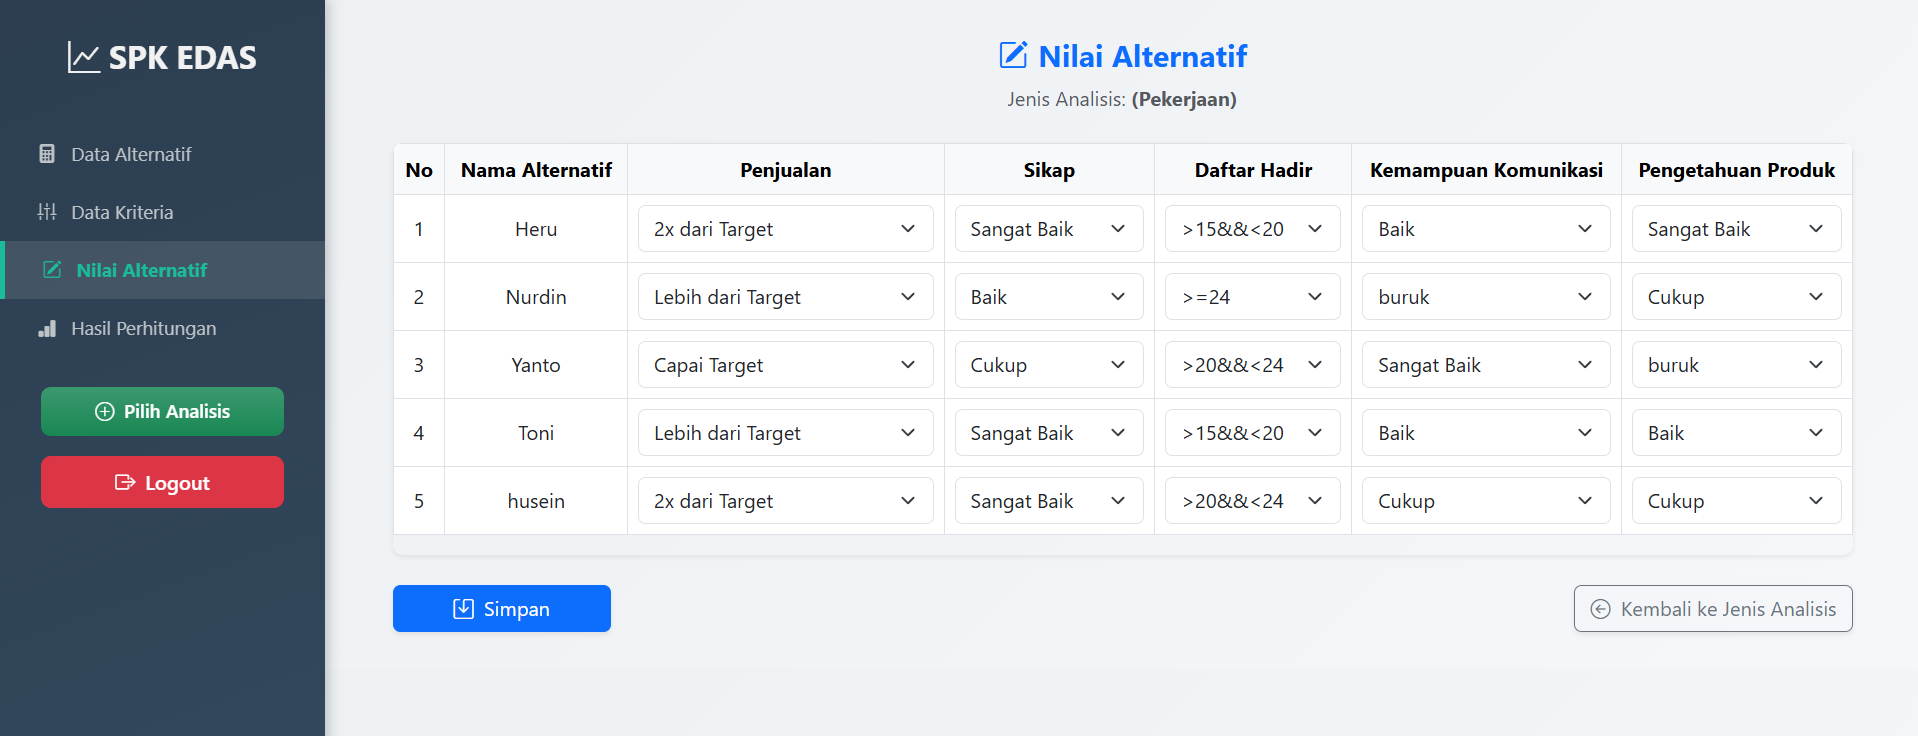 SPK EDAS
Data Alternatif
Data Kriteria
Nilai Alternatif
Hasil Perhitungan
Pilih Analisis
Logout
Nilai Alternatif
Jenis Analisis: (Pekerjaan)
No Nama Alternatif Penjualan Sikap Daftar Hadir Kemampuan Komunikasi Pengetahuan Produk
1 Heru 2x dari Target Sangat Baik >15&&<20 Baik Sangat Baik
2 Nurdin Lebih dari Target Baik >=24 buruk Cukup
3 Yanto Capai Target Cukup >20&&<24 Sangat Baik buruk
4 Toni Lebih dari Target Sangat Baik >15&&<20 Baik Baik
5 husein 2x dari Target Sangat Baik >20&&<24 Cukup Cukup
Simpan
Kembali ke Jenis Analisis